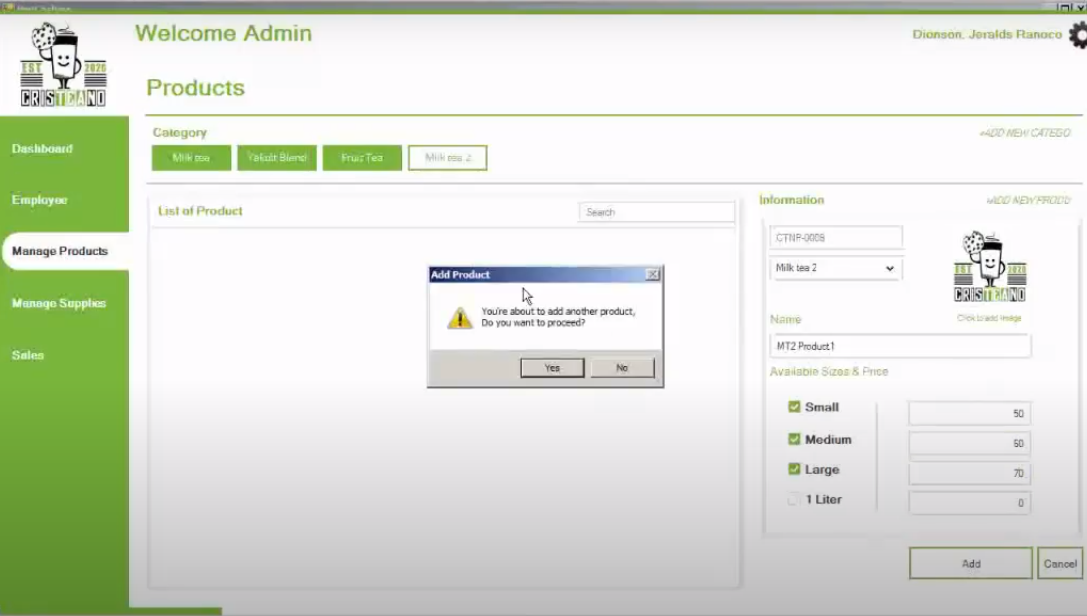 Welcome Admin
Dionson, Jeralds Ranoco
EST 2020
CRISTEANO
Products
Dashboard
Employee
Manage Products
Manage Supplies
Sales
Category
+ADD NEW CATEGO
Milk tea
Yakult Blend
Fruit Tea
Milk tea 2
List of Product
Search
Information
+ADD NEW PRODU
CTNP-0008
Milk tea 2
EST 2020
CRISTEANO
Click to add image
Name
MT2 Product1
Available Sizes & Price
Small
50
Medium
Large
70
1 Liter
0
Add
Cancel
Add Product
You're about to add another product,
Do you want to proceed?
Yes
No